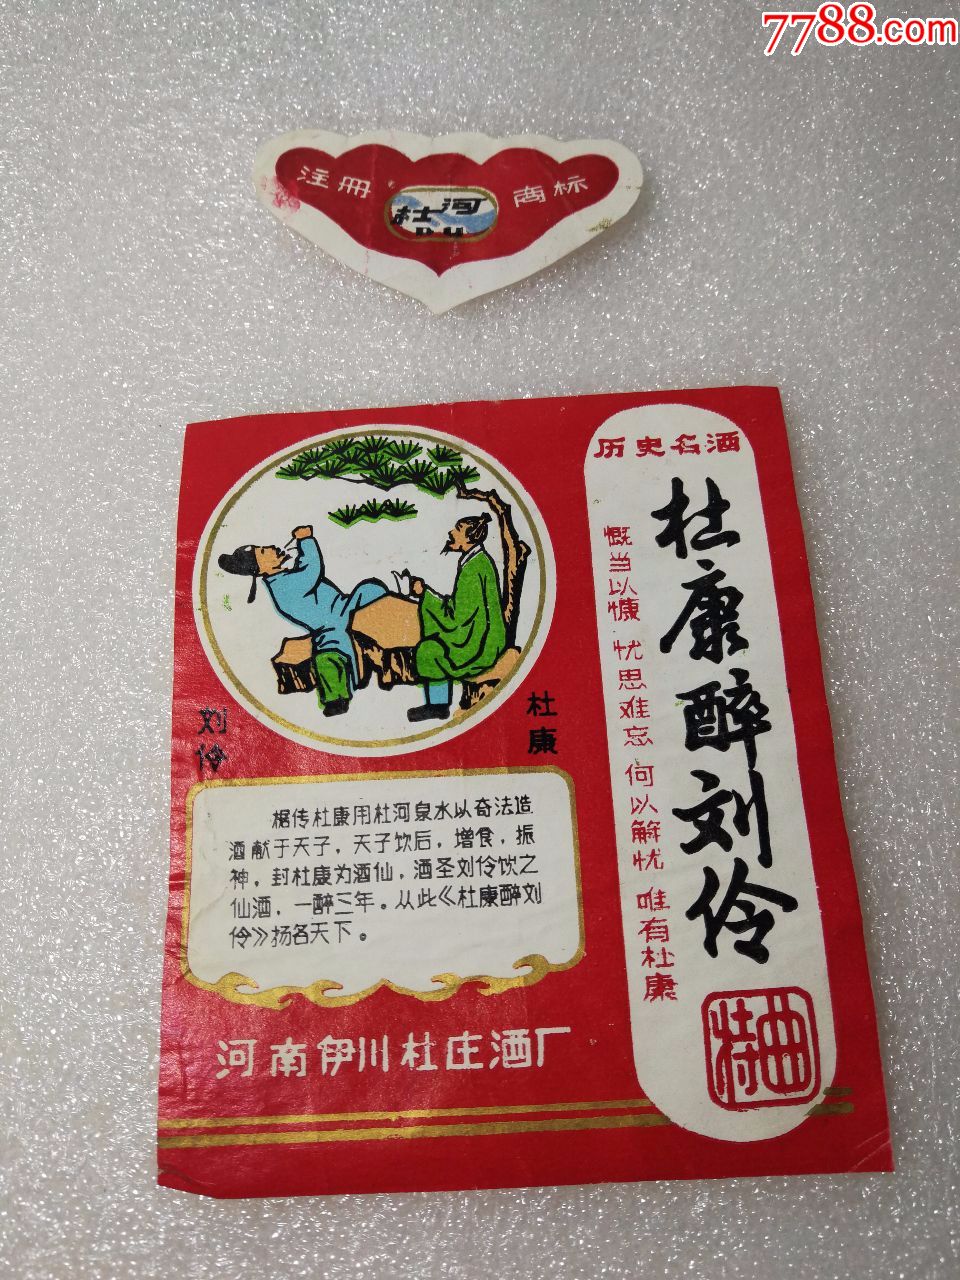 7788.com
注册 商标
杜河
DU
历史名酒
杜康醉刘伶
慨当以慷 忧思难忘 何以解忧 唯有杜康
特曲
刘伶
杜康
椐传杜康用杜河泉水以奇法造
酒献于天子，天子饮后，增食，振
神，封杜康为酒仙，酒圣刘伶饮之
仙酒，一醉三年。从此《杜康醉刘
伶》扬名天下。
河南伊川杜庄酒厂